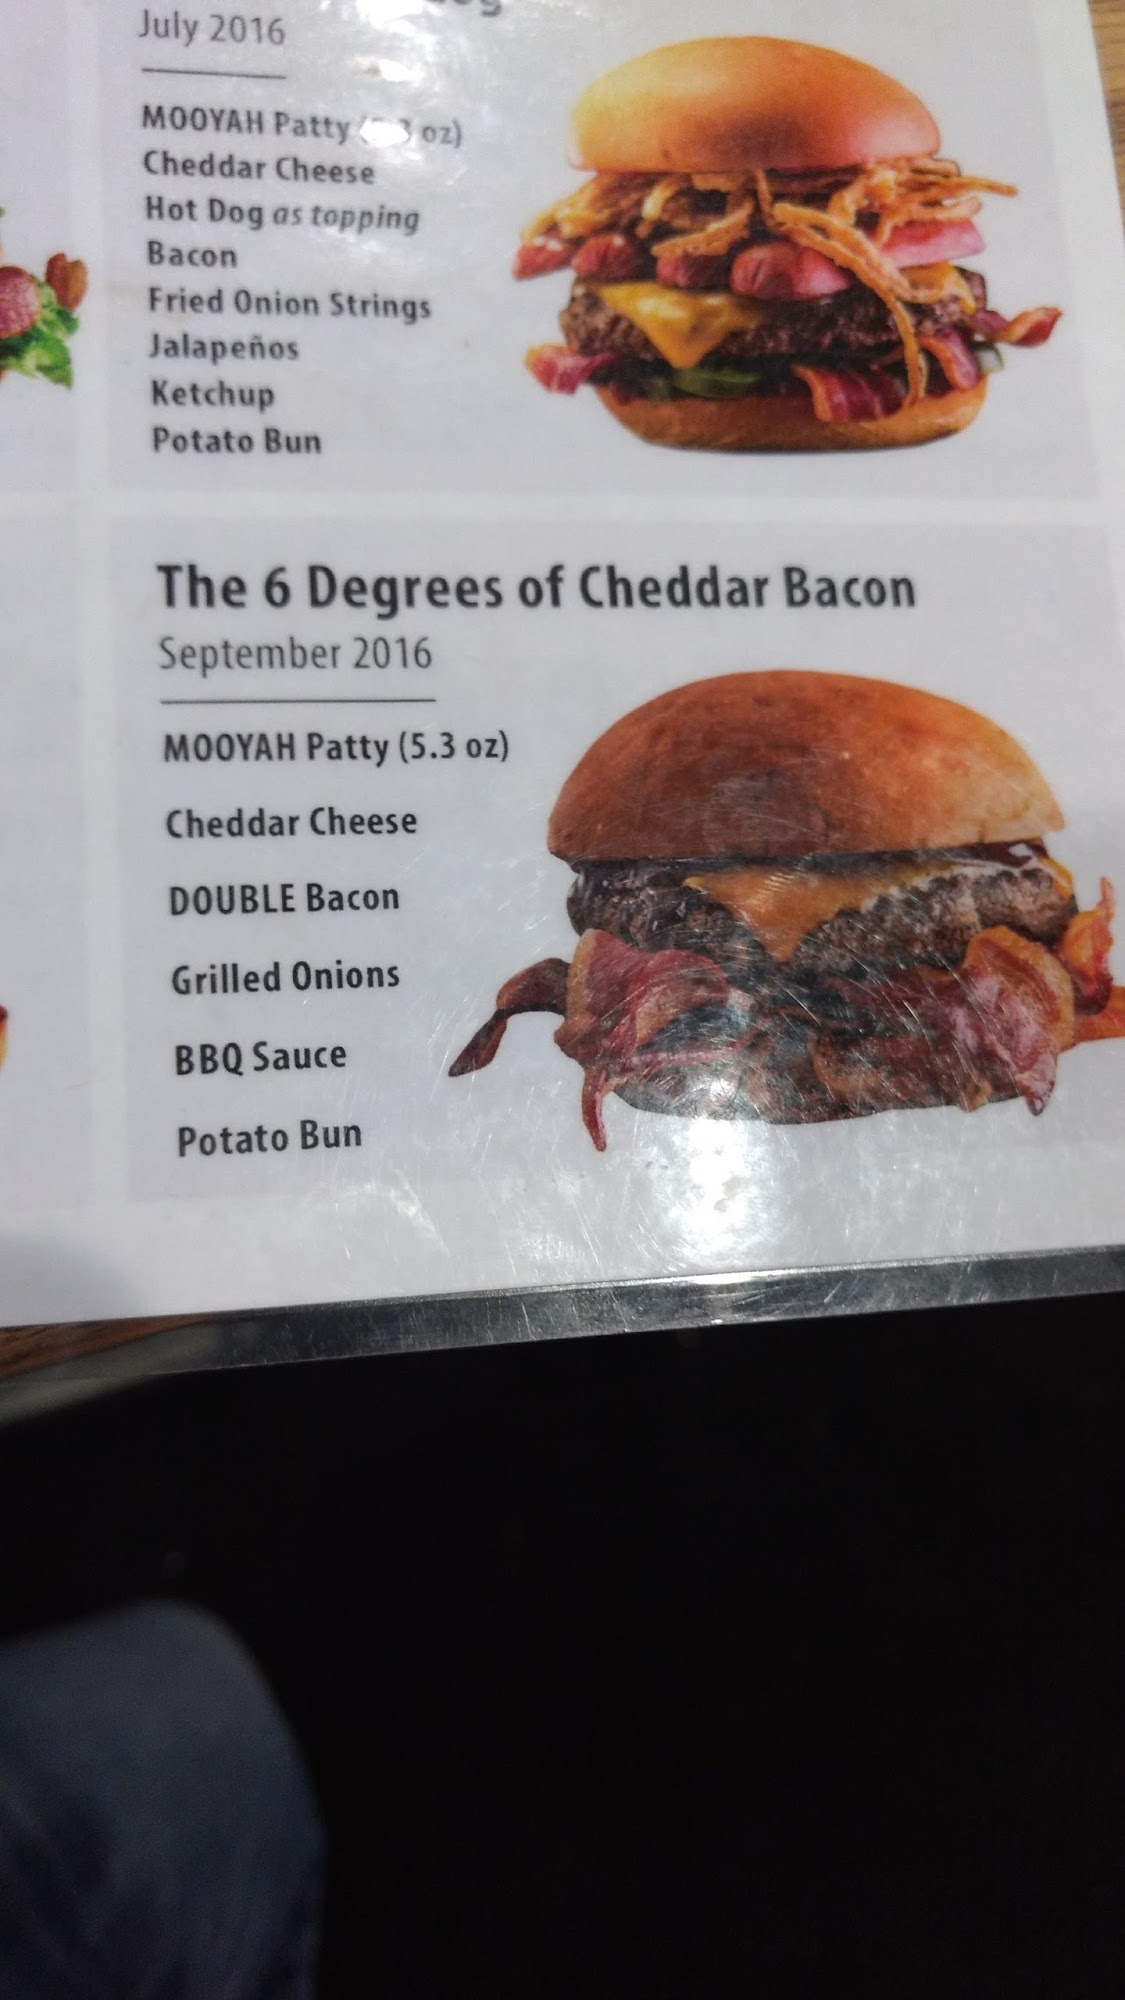 July 2016
MOOYAH Patty oz)
Cheddar Cheese
Hot Dog as topping
Bacon
Fried Onion Strings
Jalapeños
Ketchup
Potato Bun
The 6 Degrees of Cheddar Bacon
September 2016
MOOYAH Patty (5.3 oz)
Cheddar Cheese
DOUBLE Bacon
Grilled Onions
BBQ Sauce
Potato Bun